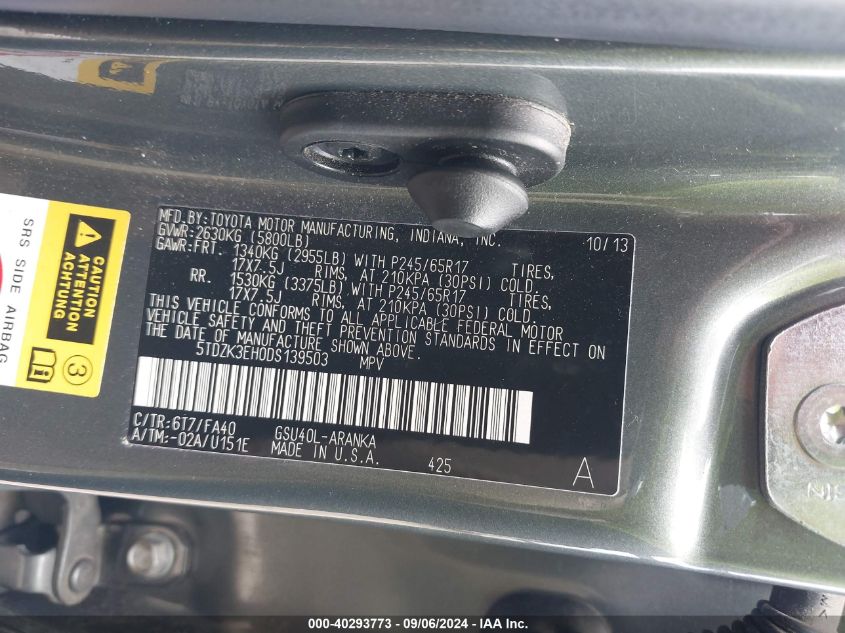 MFD.BY:TOYOTA MOTOR MANUFACTURING, INDIANA, INC. 10/13
GVWR:2630KG (5800LB)
GAWR:FRT. 1340KG (2955LB) WITH P245/65R17 TIRES,
17X7.5J RIMS, AT 210KPA (30PSI) COLD.
RR. 1530KG (3375LB) WITH P245/65R17 TIRES,
17X7.5J RIMS, AT 210KPA (30PSI) COLD.
THIS VEHICLE CONFORMS TO ALL APPLICABLE FEDERAL MOTOR
VEHICLE SAFETY AND THEFT PREVENTION STANDARDS IN EFFECT ON
THE DATE OF MANUFACTURE SHOWN ABOVE.
5TDZK3EH0DS139503 MPV
C/TR:6T7/FA40 GSU40L-ARANKA
A/TM:-02A/U151E MADE IN U.S.A. 425 A
SRS SIDE AIRBAG
CAUTION
ATTENTION
ACHTUNG
i 3
000-40293773 - 09/06/2024 - IAA Inc.